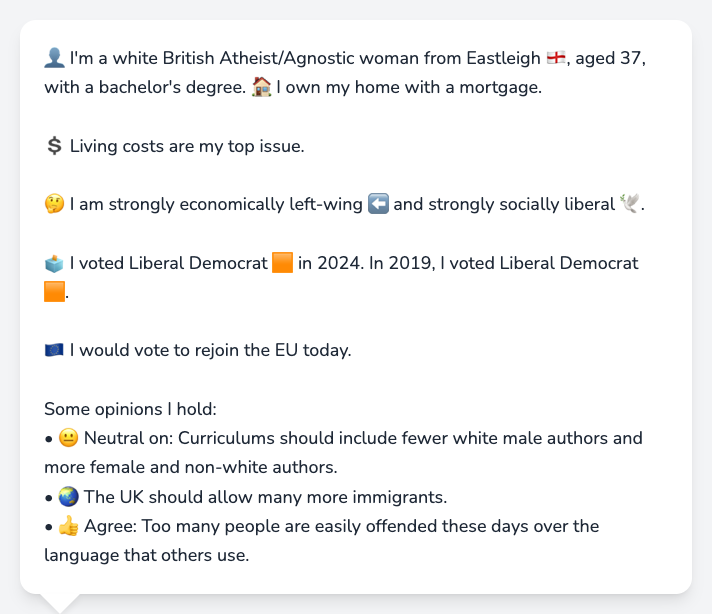 👤 I'm a white British Atheist/Agnostic woman from Eastleigh 🏴󠁧󠁢󠁥󠁮󠁧󠁿, aged 37,
with a bachelor's degree. 🏠 I own my home with a mortgage.
💲 Living costs are my top issue.
🤔 I am strongly economically left-wing ⬅️ and strongly socially liberal 🕊️.
🗳️ I voted Liberal Democrat 🟧 in 2024. In 2019, I voted Liberal Democrat
🟧.
🇪🇺 I would vote to rejoin the EU today.
Some opinions I hold:
• 😐 Neutral on: Curriculums should include fewer white male authors and
more female and non-white authors.
• 🌏 The UK should allow many more immigrants.
• 👍 Agree: Too many people are easily offended these days over the
language that others use.